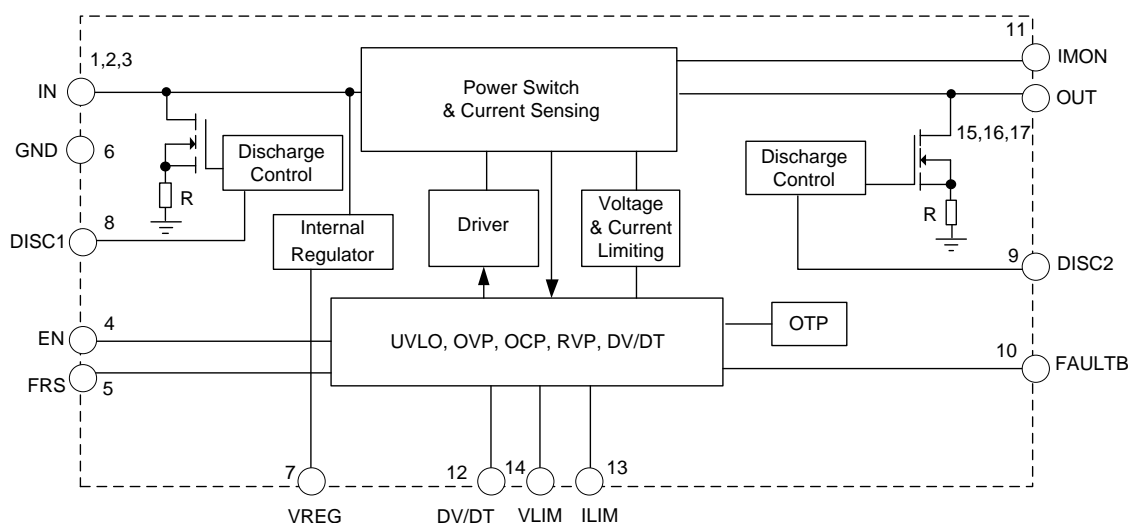 11
1,2,3
IMON
IN
Power Switch
& Current Sensing
OUT
GND
6
Discharge
Control
15,16,17
Discharge
Control
R
8
DISC1
Internal
Regulator
Driver
Voltage
& Current
Limiting
R
9
DISC2
4
EN
UVLO, OVP, OCP, RVP, DV/DT
OTP
10
FAULTB
FRS
5
7
12
14
13
VREG
DV/DT
VLIM
ILIM